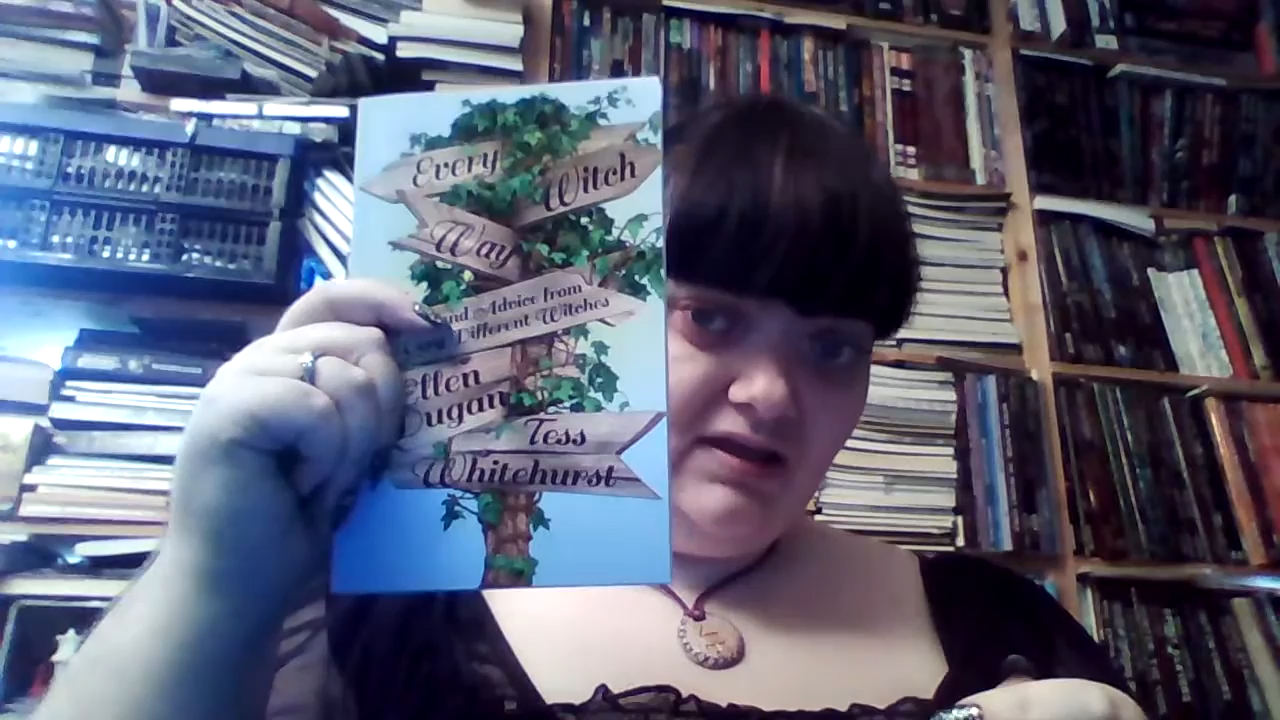 Every
Witch
Way
and Advice from
Different Witches
Ellen
Dugan
Tess
Whitehurst